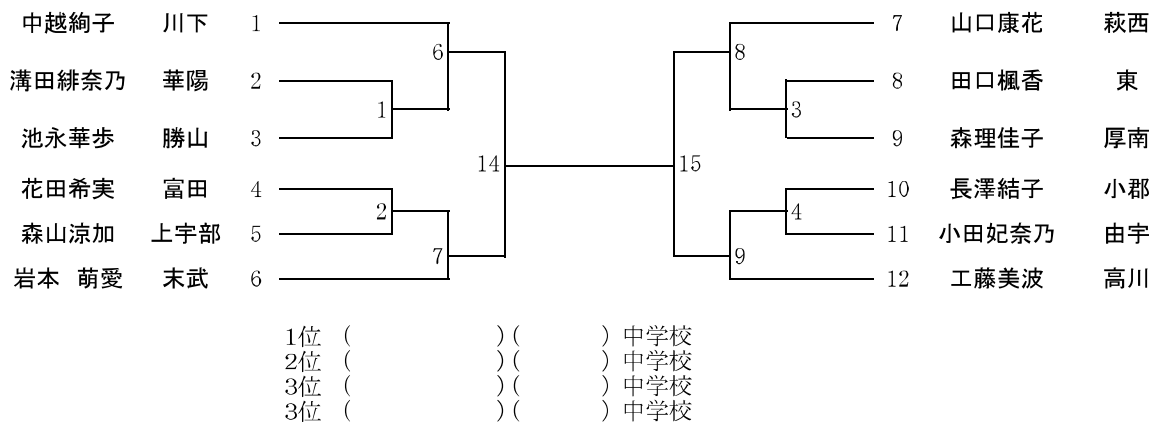 中越絢子 川下 1 7 山口康花 萩西
6 8
溝田緋奈乃 華陽 2 8 田口楓香 東
1 3
池永華歩 勝山 3 9 森理佳子 厚南
14 15
花田希実 富田 4 10 長澤結子 小郡
2 4
森山涼加 上宇部 5 11 小田妃奈乃 由宇
7 9
岩本 萌愛 末武 6 12 工藤美波 高川
1位 ( )( ) 中学校
2位 ( )( ) 中学校
3位 ( )( ) 中学校
3位 ( )( ) 中学校